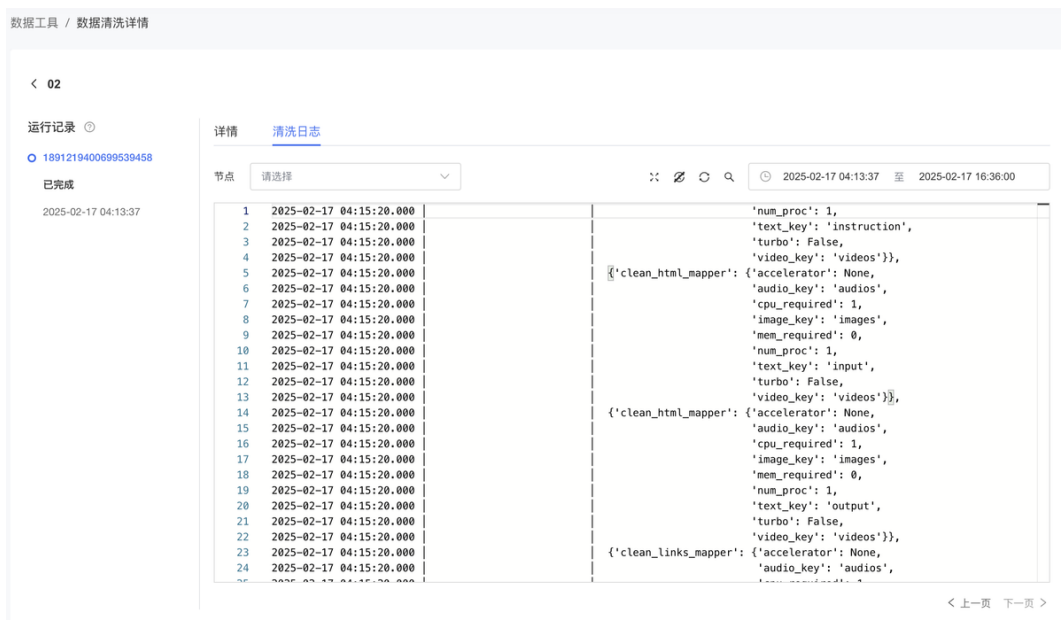 数据工具 / 数据清洗详情
02
运行记录
1891219400699539458
已完成
2025-02-17 04:13:37
详情 清洗日志
节点 请选择 2025-02-17 04:13:37 至 2025-02-17 16:36:00
1 2025-02-17 04:15:20.000 | | 'num_proc': 1,
2 2025-02-17 04:15:20.000 | | 'text_key': 'instruction',
3 2025-02-17 04:15:20.000 | | 'turbo': False,
4 2025-02-17 04:15:20.000 | | 'video_key': 'videos'}},
5 2025-02-17 04:15:20.000 | | {'clean_html_mapper': {'accelerator': None,
6 2025-02-17 04:15:20.000 | | 'audio_key': 'audios',
7 2025-02-17 04:15:20.000 | | 'cpu_required': 1,
8 2025-02-17 04:15:20.000 | | 'image_key': 'images',
9 2025-02-17 04:15:20.000 | | 'mem_required': 0,
10 2025-02-17 04:15:20.000 | | 'num_proc': 1,
11 2025-02-17 04:15:20.000 | | 'text_key': 'input',
12 2025-02-17 04:15:20.000 | | 'turbo': False,
13 2025-02-17 04:15:20.000 | | 'video_key': 'videos'}},
14 2025-02-17 04:15:20.000 | | {'clean_html_mapper': {'accelerator': None,
15 2025-02-17 04:15:20.000 | | 'audio_key': 'audios',
16 2025-02-17 04:15:20.000 | | 'cpu_required': 1,
17 2025-02-17 04:15:20.000 | | 'image_key': 'images',
18 2025-02-17 04:15:20.000 | | 'mem_required': 0,
19 2025-02-17 04:15:20.000 | | 'num_proc': 1,
20 2025-02-17 04:15:20.000 | | 'text_key': 'output',
21 2025-02-17 04:15:20.000 | | 'turbo': False,
22 2025-02-17 04:15:20.000 | | 'video_key': 'videos'}},
23 2025-02-17 04:15:20.000 | | {'clean_links_mapper': {'accelerator': None,
24 2025-02-17 04:15:20.000 | | 'audio_key': 'audios',
上一页 下一页